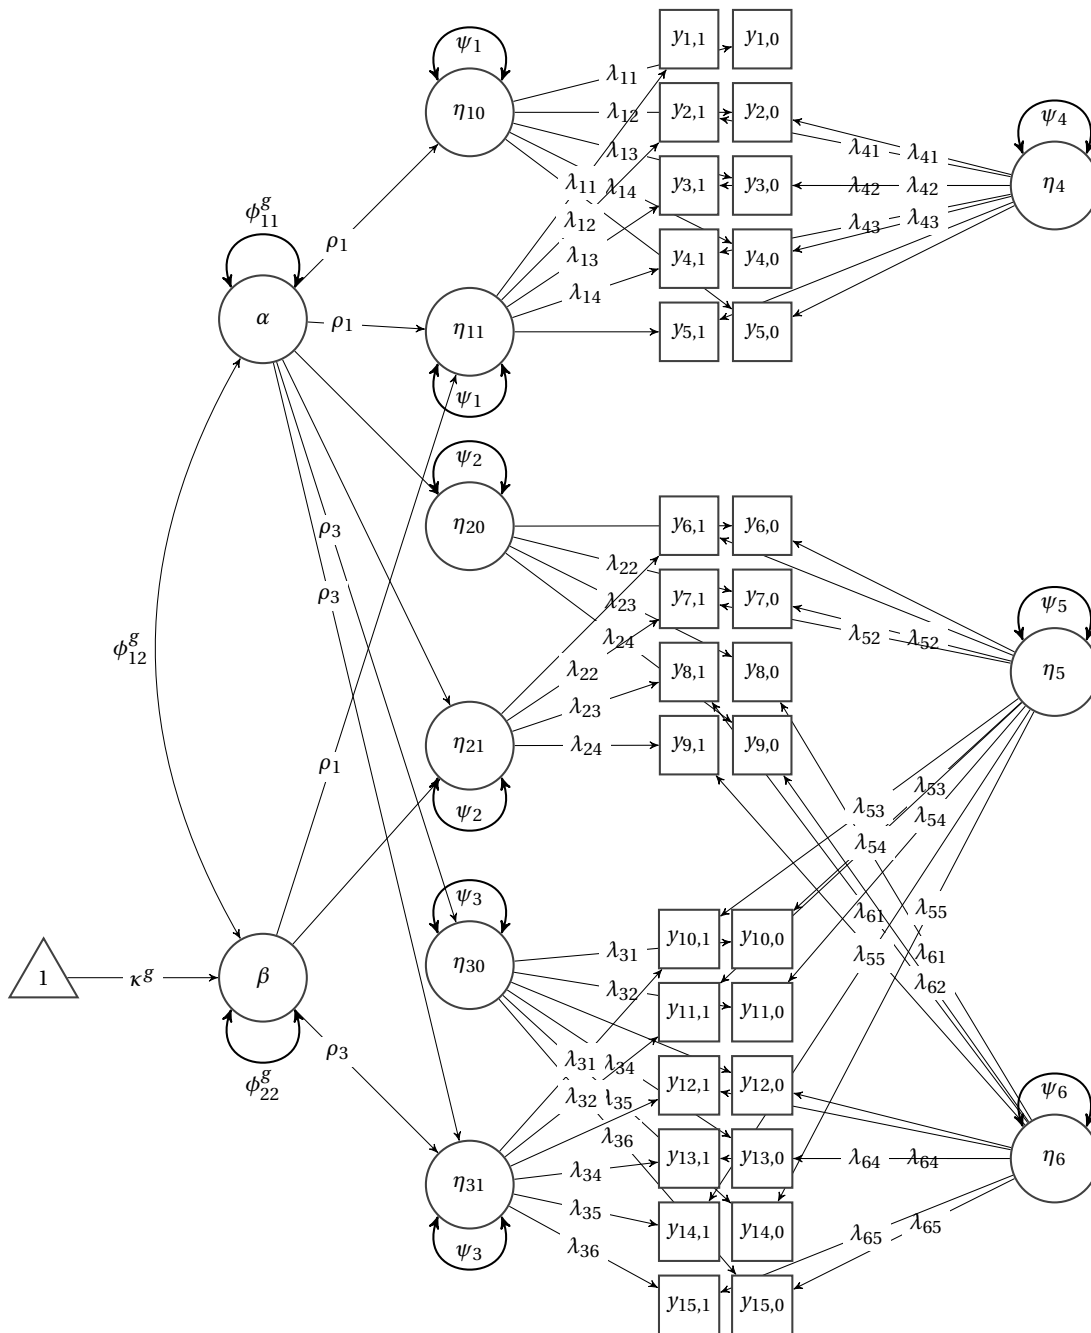 ψ₁
y₁,₁ y₁,₀
λ₁₁
η₁₀
y₂,₁ y₂,₀
λ₁₂
ψ₄
λ₁₃
λ₄₁ λ₄₁
λ₁₁ λ₁₄
y₃,₁ y₃,₀
λ₄₂ λ₄₂
η₄
ϕ₁₁ᵍ
λ₁₂
λ₄₃ λ₄₃
ρ₁
λ₁₃
y₄,₁ y₄,₀
λ₁₄
α
ρ₁
η₁₁
y₅,₁ y₅,₀
ψ₁
ψ₂
η₂₀
y₆,₁ y₆,₀
ρ₃
λ₂₂
ρ₃
λ₂₃
y₇,₁ y₇,₀
ψ₅
λ₂₄
λ₅₂ λ₅₂
ϕ₁₂ᵍ
λ₂₂
y₈,₁ y₈,₀
η₅
λ₂₃
η₂₁
λ₂₄
y₉,₁ y₉,₀
ρ₁
λ₅₃ λ₅₃
ψ₂
λ₅₄ λ₅₄
ψ₃
λ₆₁ λ₅₅
y₁₀,₁ y₁₀,₀
λ₃₁
λ₅₅ λ₆₁
η₃₀
1
κᵍ
β
λ₃₂
λ₆₂
y₁₁,₁ y₁₁,₀
ρ₃
λ₃₁ λ₃₄
ϕ₂₂ᵍ
λ₃₂ λ₃₅
y₁₂,₁ y₁₂,₀
ψ₆
λ₃₆
y₁₃,₁ y₁₃,₀
λ₆₄ λ₆₄
η₆
η₃₁
λ₃₄
λ₃₅
y₁₄,₁ y₁₄,₀
λ₆₅ λ₆₅
ψ₃
λ₃₆
y₁₅,₁ y₁₅,₀